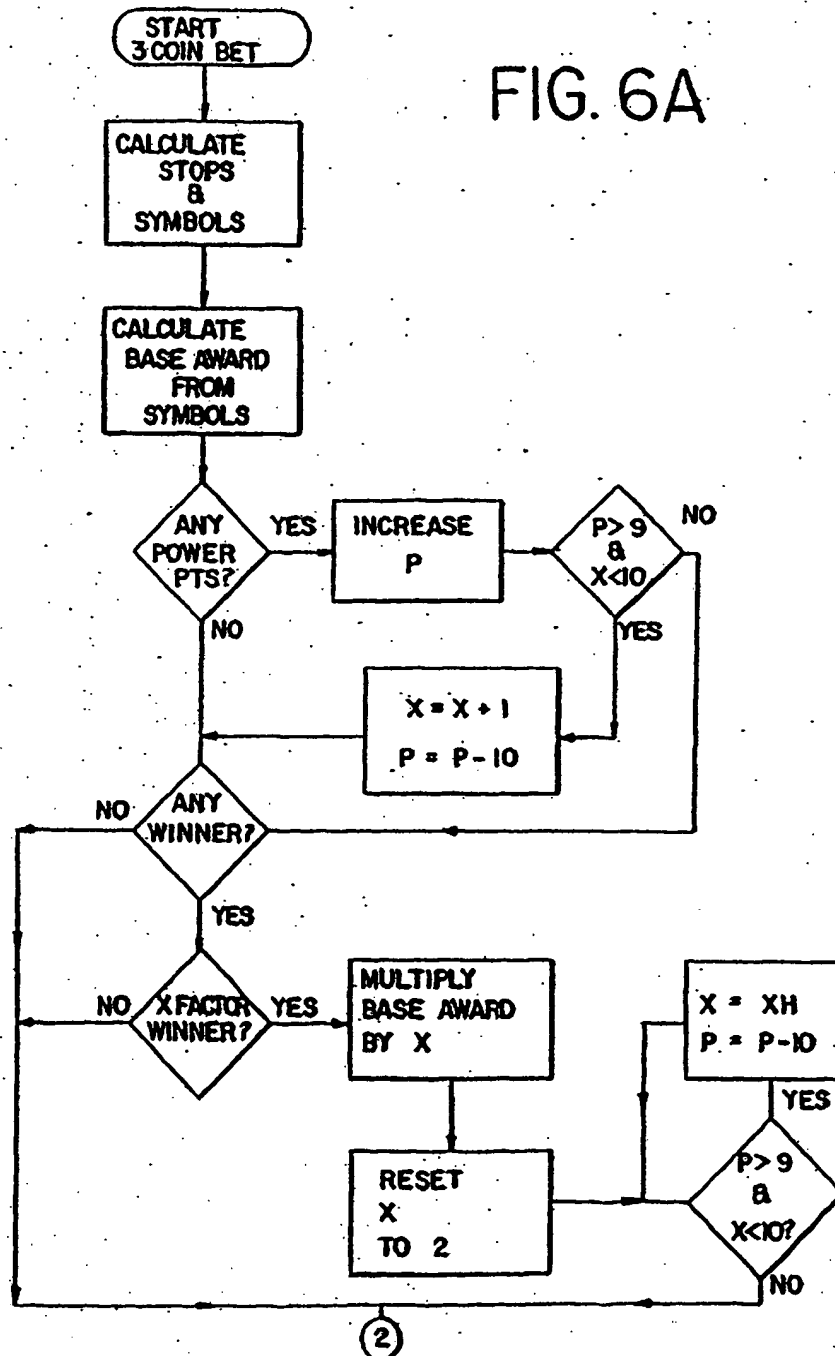 START
3 COIN BET
FIG. 6A
CALCULATE
STOPS
&
SYMBOLS
CALCULATE
BASE AWARD
FROM
SYMBOLS
ANY
POWER
PTS?
YES
INCREASE
P
P > 9
&
X<10
NO
NO
YES
X = X + 1
P = P - 10
NO
ANY
WINNER?
YES
NO
X FACTOR
WINNER?
YES
MULTIPLY
BASE AWARD
BY X
X = XH
P = P-10
YES
RESET
X
TO 2
P > 9
&
X<10?
NO
2